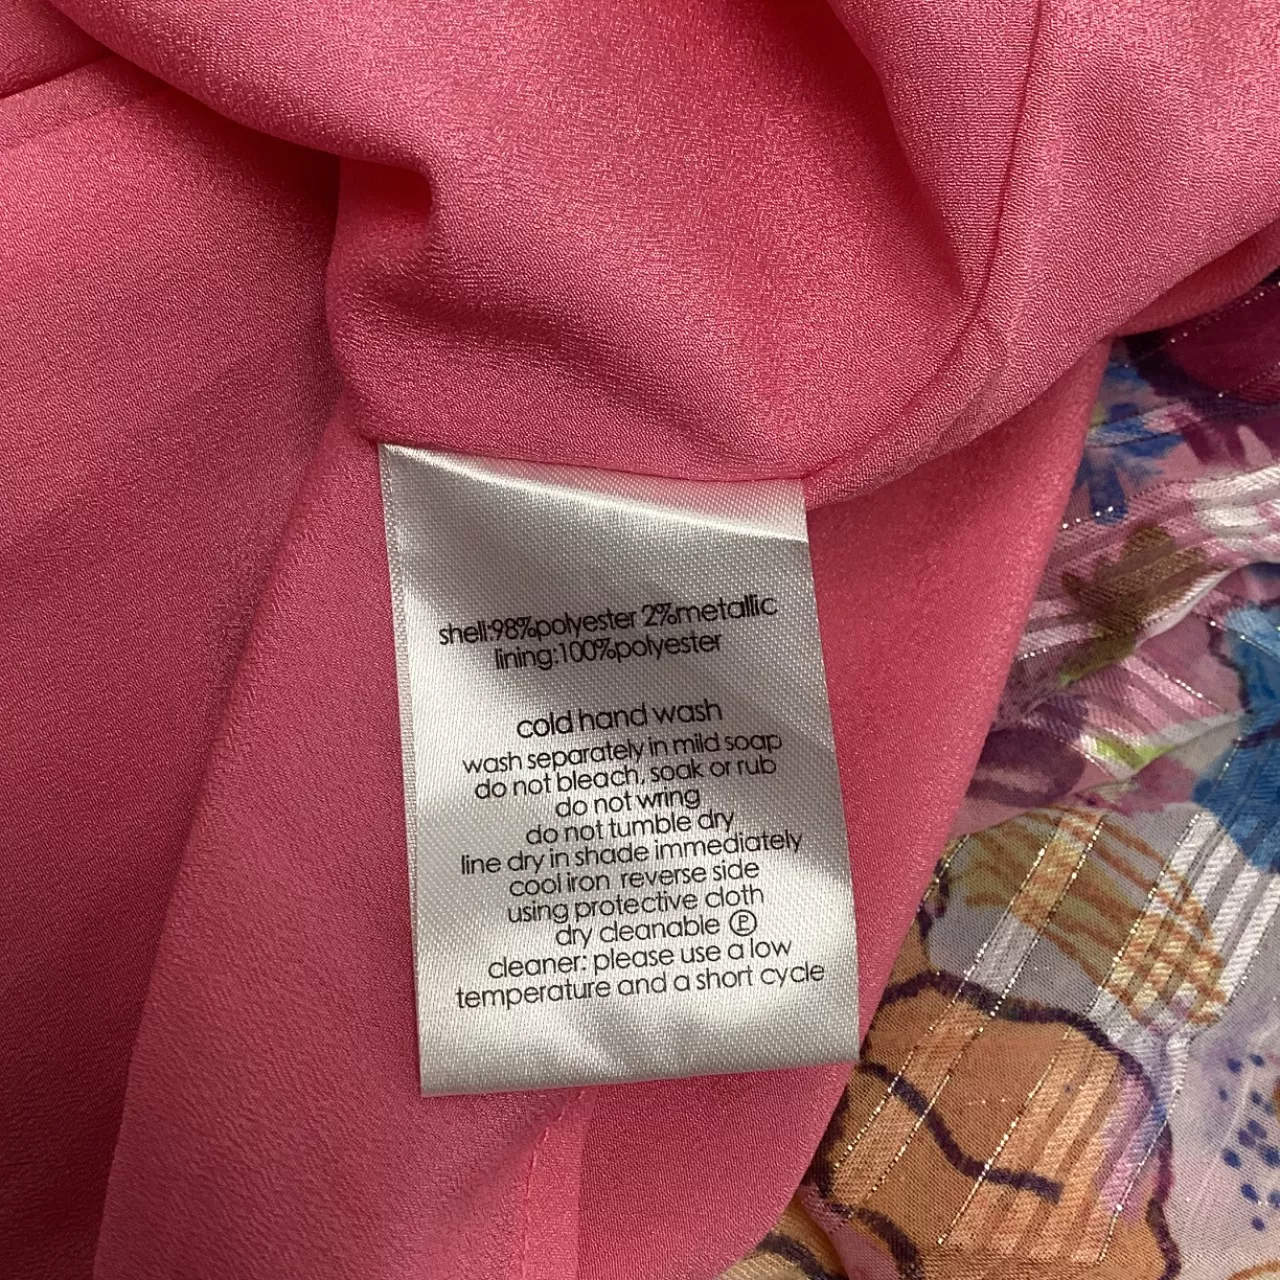 shell:98%polyester 2%metallic
lining:100%polyester
cold hand wash
wash separately in mild soap
do not bleach, soak or rub
do not wring
do not tumble dry
line dry in shade immediately
cool iron reverse side
using protective cloth
dry cleanable Ⓟ
cleaner: please use a low
temperature and a short cycle